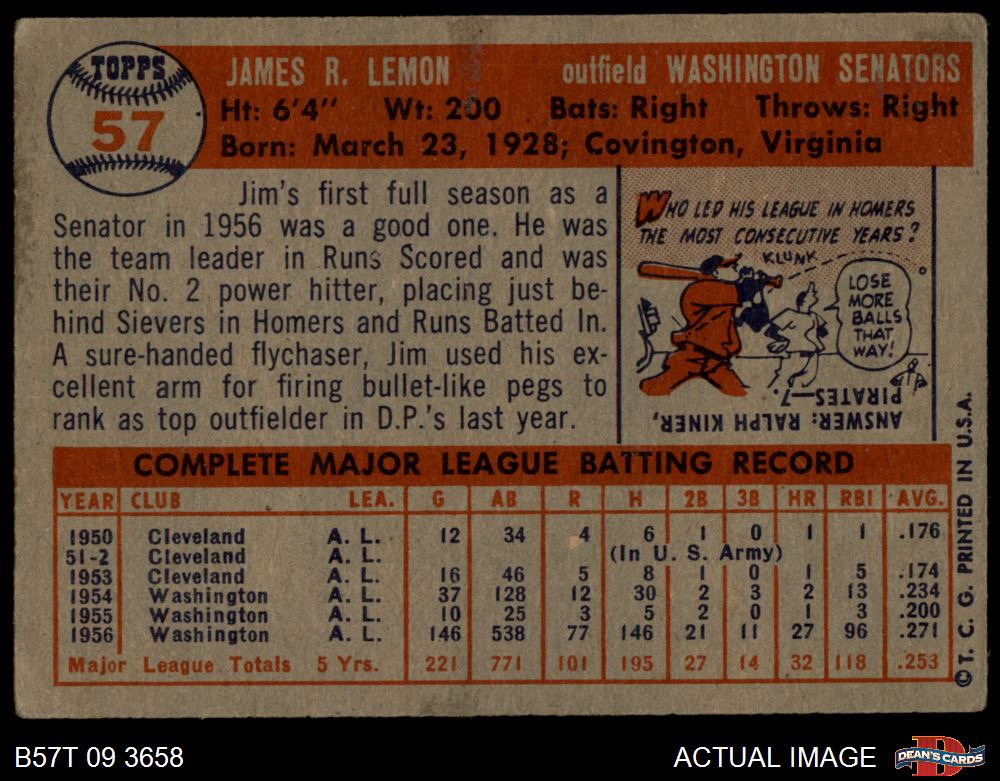 TOPPS
57
JAMES R. LEMON outfield WASHINGTON SENATORS
Ht: 6'4" Wt: 200 Bats: Right Throws: Right
Born: March 23, 1928; Covington, Virginia
Jim's first full season as a
Senator in 1956 was a good one. He was
the team leader in Runs Scored and was
their No. 2 power hitter, placing just be-
hind Sievers in Homers and Runs Batted In.
A sure-handed flychaser, Jim used his ex-
cellent arm for firing bullet-like pegs to
rank as top outfielder in D.P.'s last year.
WHO LED HIS LEAGUE IN HOMERS
THE MOST CONSECUTIVE YEARS?
KLUNK
LOSE
MORE
BALLS
THAT
WAY!
ANSWER: RALPH KINER,
PIRATES—7.
COMPLETE MAJOR LEAGUE BATTING RECORD
YEAR CLUB LEA. G AB R H 2B 3B HR RBI AVG.
1950 Cleveland A. L. 12 34 4 6 1 0 1 1 .176
51-2 Cleveland A. L. (In U. S. Army)
1953 Cleveland A. L. 16 46 5 8 1 0 1 5 .174
1954 Washington A. L. 37 128 12 30 2 3 2 13 .234
1955 Washington A. L. 10 25 3 5 2 0 1 3 .200
1956 Washington A. L. 146 538 77 146 21 11 27 96 .271
Major League Totals 5 Yrs. 221 771 101 195 27 14 32 118 .253
©T. C. G. PRINTED IN U.S.A.
B57T 09 3658
ACTUAL IMAGE
DEAN'S CARDS